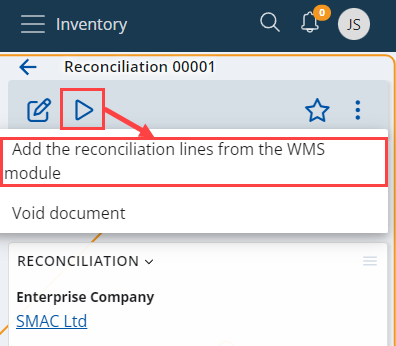 Inventory
0
JS
Reconciliation 00001
Add the reconciliation lines from the WMS
module
Void document
RECONCILIATION
Enterprise Company
SMAC Ltd